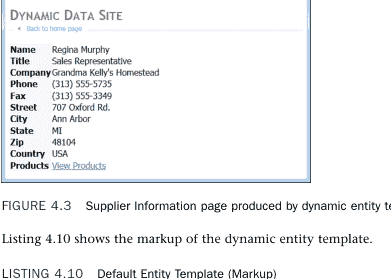 DYNAMIC DATA SITE
< Back to home page
Name Regina Murphy
Title Sales Representative
Company Grandma Kelly's Homestead
Phone (313) 555-5735
Fax (313) 555-3349
Street 707 Oxford Rd.
City Ann Arbor
State MI
Zip 48104
Country USA
Products View Products
FIGURE 4.3 Supplier Information page produced by dynamic entity
Listing 4.10 shows the markup of the dynamic entity template.
LISTING 4.10 Default Entity Template (Markup)